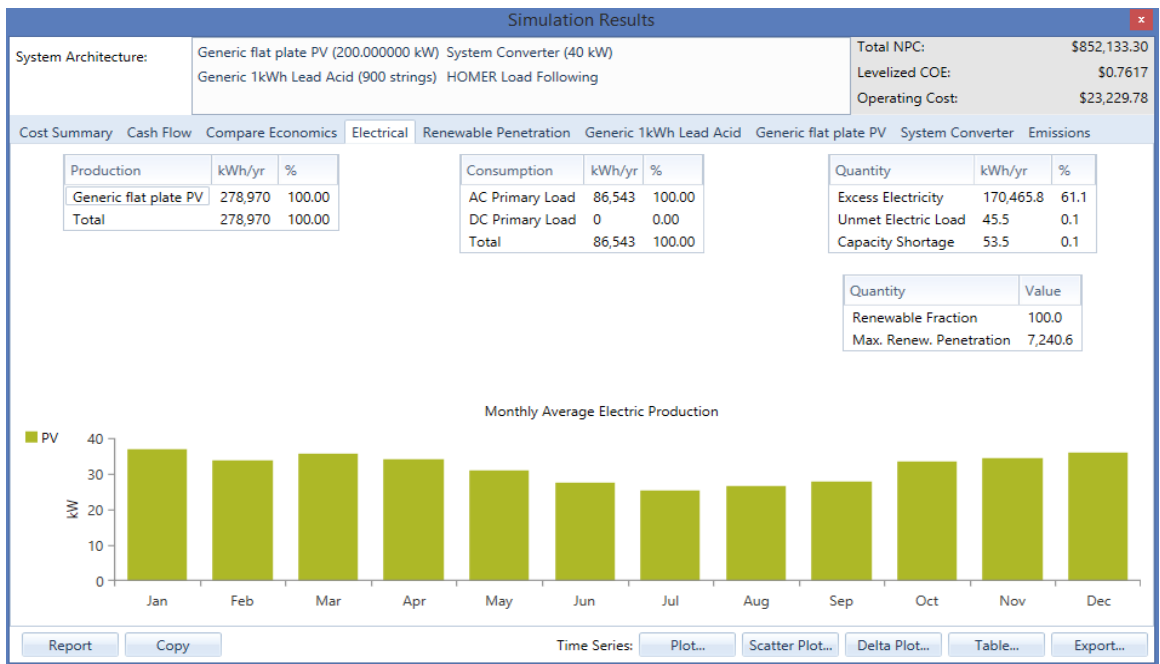 Simulation Results
x
System Architecture:
Generic flat plate PV (200.000000 kW) System Converter (40 kW)
Generic 1kWh Lead Acid (900 strings) HOMER Load Following
Total NPC: $852,133.30
Levelized COE: $0.7617
Operating Cost: $23,229.78
Cost Summary Cash Flow Compare Economics Electrical Renewable Penetration Generic 1kWh Lead Acid Generic flat plate PV System Converter Emissions
Production kWh/yr %
Generic flat plate PV 278,970 100.00
Total 278,970 100.00
Consumption kWh/yr %
AC Primary Load 86,543 100.00
DC Primary Load 0 0.00
Total 86,543 100.00
Quantity kWh/yr %
Excess Electricity 170,465.8 61.1
Unmet Electric Load 45.5 0.1
Capacity Shortage 53.5 0.1
Quantity Value
Renewable Fraction 100.0
Max. Renew. Penetration 7,240.6
Monthly Average Electric Production
PV
kW
40
30
20
10
0
Jan Feb Mar Apr May Jun Jul Aug Sep Oct Nov Dec
Report Copy Time Series: Plot... Scatter Plot... Delta Plot... Table... Export...